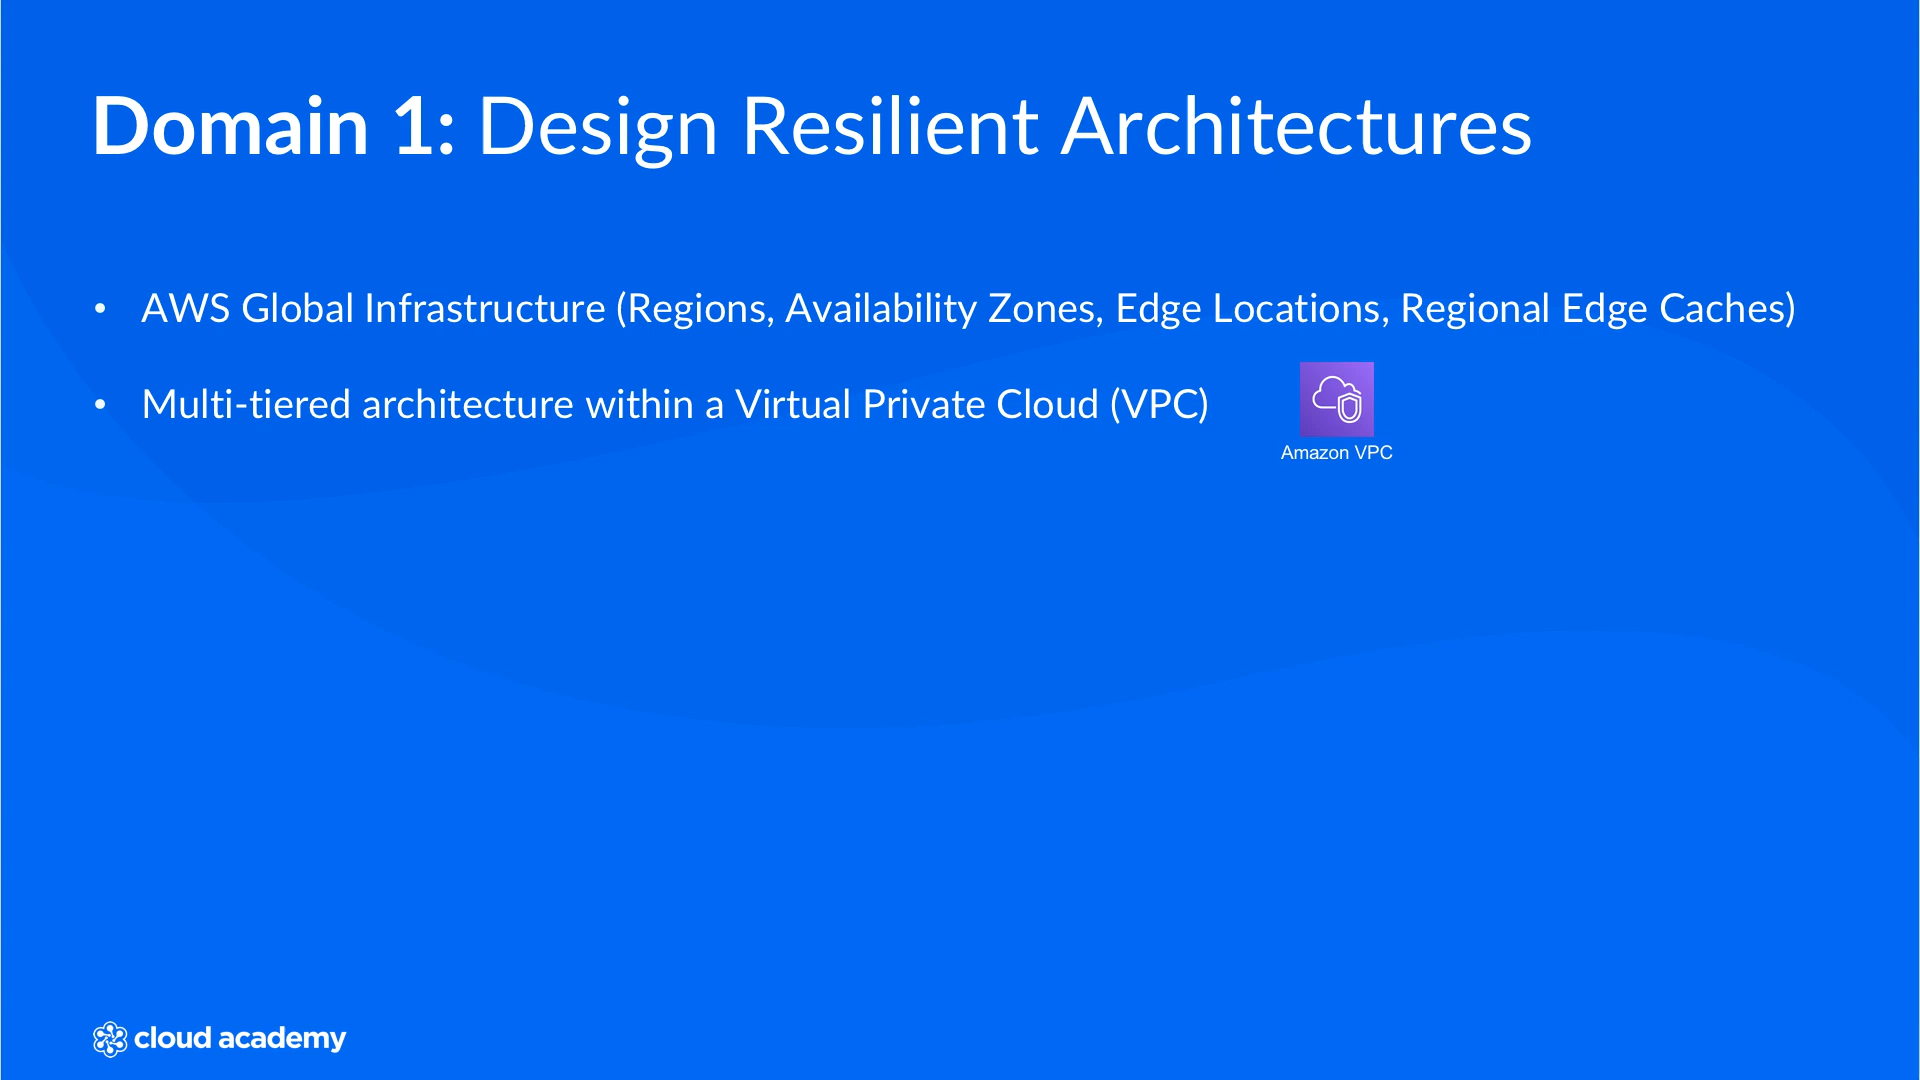 Domain 1: Design Resilient Architectures
• AWS Global Infrastructure (Regions, Availability Zones, Edge Locations, Regional Edge Caches)
• Multi-tiered architecture within a Virtual Private Cloud (VPC)
Amazon VPC
cloud academy